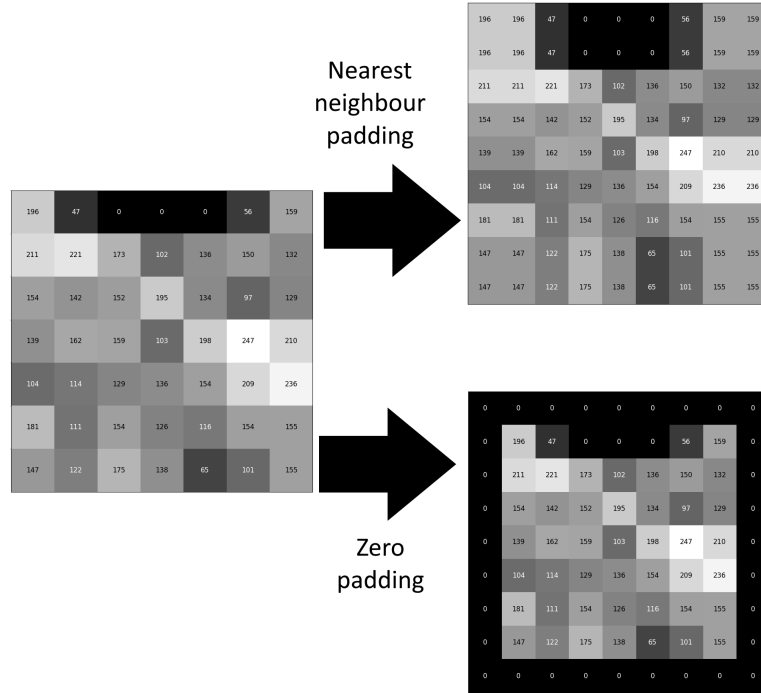 196 196 47 0 0 0 56 159 159
196 196 47 0 0 0 56 159 159
211 211 221 173 102 136 150 132 132
154 154 142 152 195 134 97 129 129
139 139 162 159 103 198 247 210 210
104 104 114 129 136 154 209 236 236
181 181 111 154 126 116 154 155 155
147 147 122 175 138 65 101 155 155
147 147 122 175 138 65 101 155 155
Nearest
neighbour
padding
196 47 0 0 0 56 159
211 221 173 102 136 150 132
154 142 152 195 134 97 129
139 162 159 103 198 247 210
104 114 129 136 154 209 236
181 111 154 126 116 154 155
147 122 175 138 65 101 155
Zero
padding
0 0 0 0 0 0 0 0 0
0 196 47 0 0 0 56 159 0
0 211 221 173 102 136 150 132 0
0 154 142 152 195 134 97 129 0
0 139 162 159 103 198 247 210 0
0 104 114 129 136 154 209 236 0
0 181 111 154 126 116 154 155 0
0 147 122 175 138 65 101 155 0
0 0 0 0 0 0 0 0 0